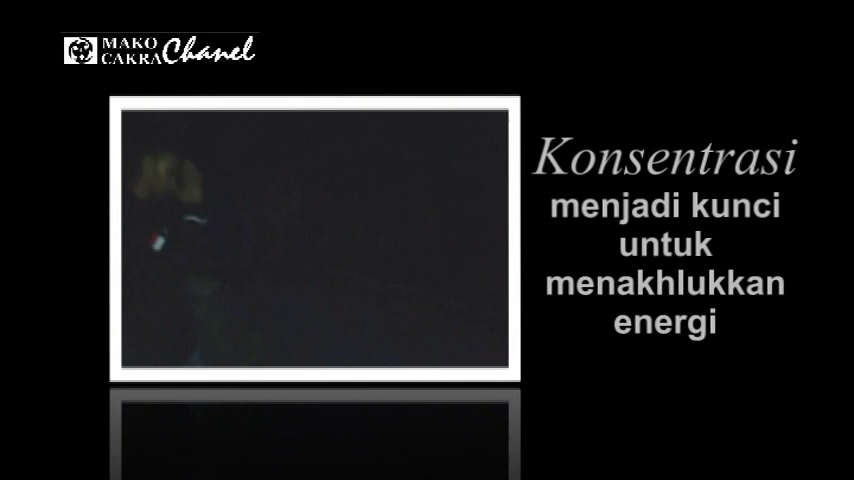 MAKO
CAKRA Chanel
Konsentrasi
menjadi kunci
untuk
menakhlukkan
energi